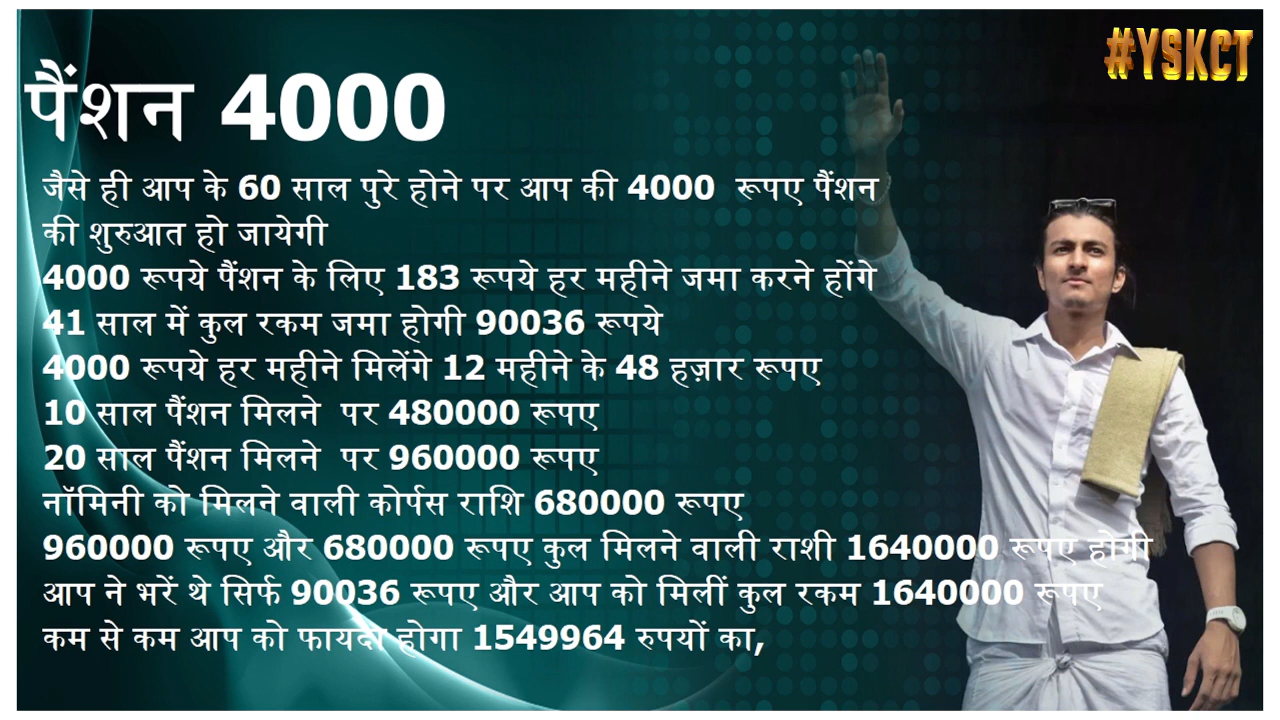 #YSKCT
पैंशन 4000
जैसे ही आप के 60 साल पुरे होने पर आप की 4000 रूपए पैंशन
की शुरुआत हो जायेगी
4000 रूपये पैंशन के लिए 183 रूपये हर महीने जमा करने होंगे
41 साल में कुल रकम जमा होगी 90036 रूपये
4000 रूपये हर महीने मिलेंगे 12 महीने के 48 हज़ार रूपए
10 साल पैंशन मिलने पर 480000 रूपए
20 साल पैंशन मिलने पर 960000 रूपए
नॉमिनी को मिलने वाली कोर्पस राशि 680000 रूपए
960000 रूपए और 680000 रूपए कुल मिलने वाली राशी 1640000 रूपए होगी
आप ने भरें थे सिर्फ 90036 रूपए और आप को मिलीं कुल रकम 1640000 रूपए
कम से कम आप को फायदा होगा 1549964 रुपयों का,